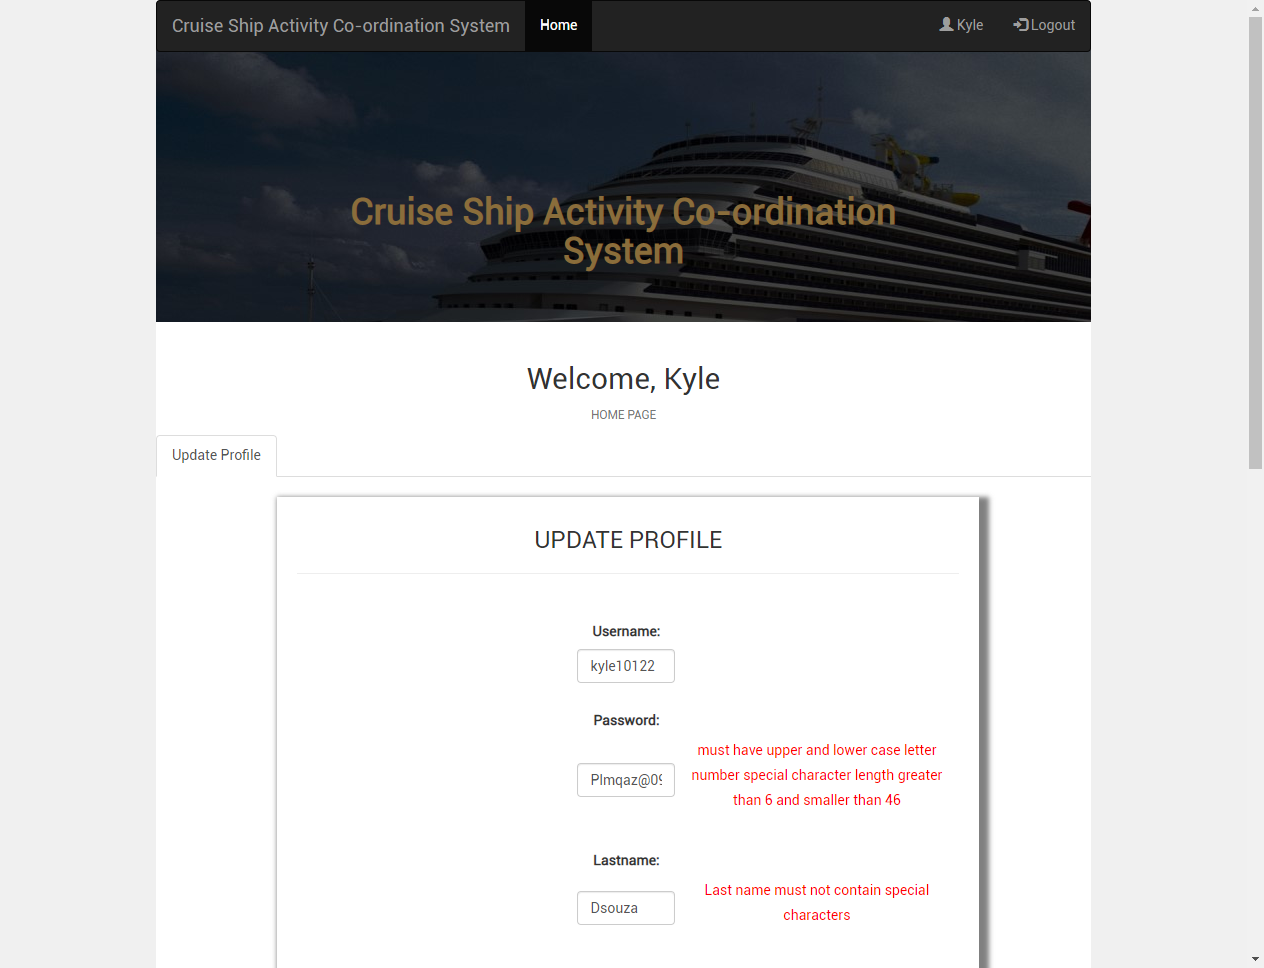 Cruise Ship Activity Co-ordination System
Home
Kyle
Logout
Cruise Ship Activity Co-ordination
System
Welcome, Kyle
HOME PAGE
Update Profile
UPDATE PROFILE
Username:
kyle10122
Password:
must have upper and lower case letter
number special character length greater
than 6 and smaller than 46
Plmqaz@09
Lastname:
Last name must not contain special
characters
Dsouza